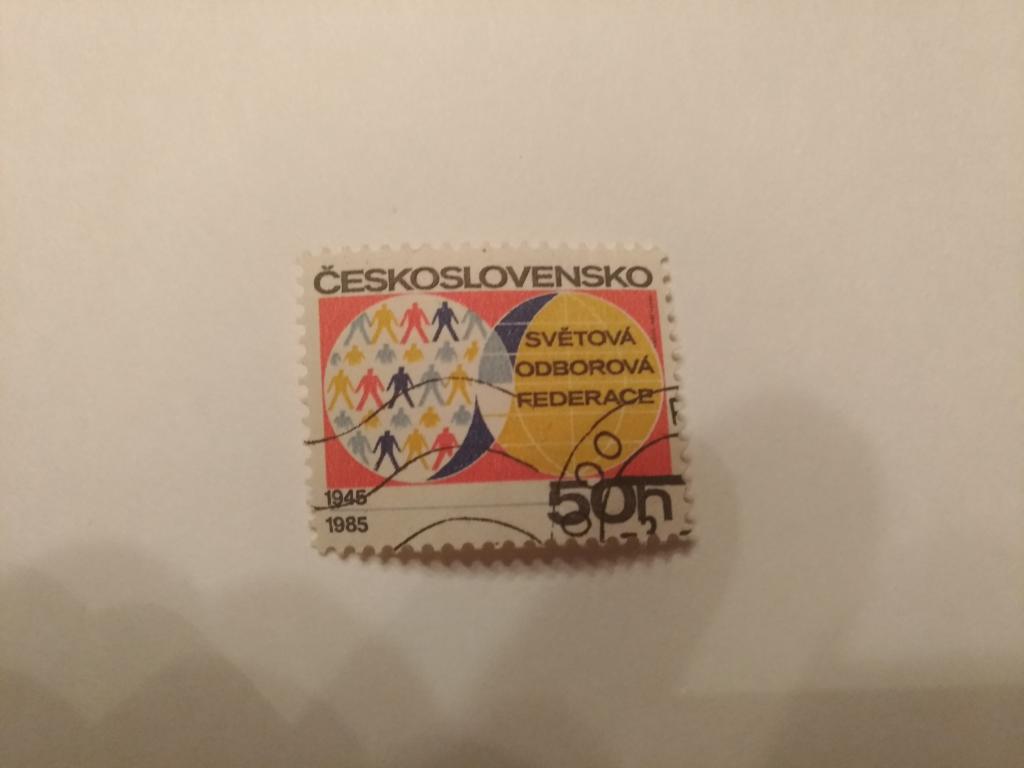 ČESKOSLOVENSKO
SVĚTOVÁ
ODBOROVÁ
FEDERACE
1945
1985
50h